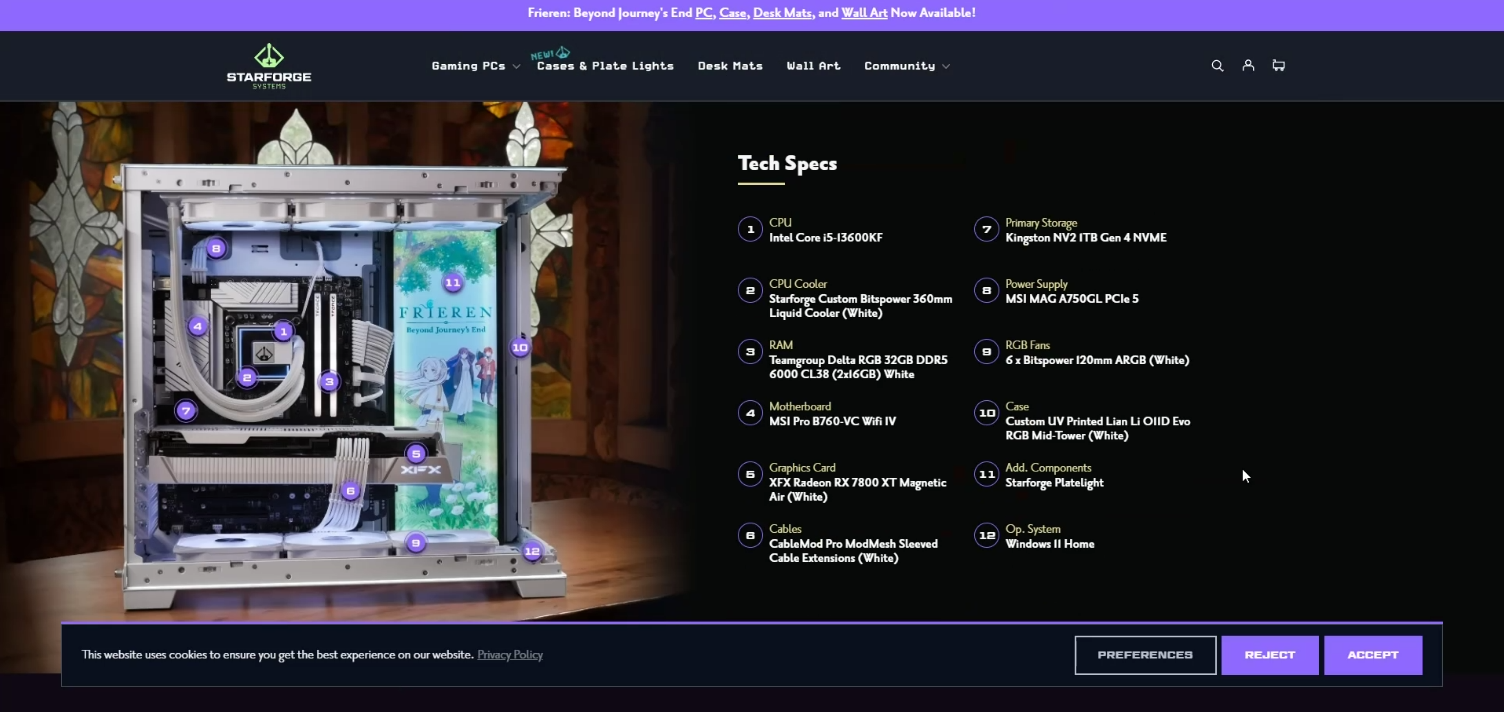 Frieren: Beyond Journey's End PC, Case, Desk Mats, and Wall Art Now Available!
STARFORGE
SYSTEMS
Gaming PCs
NEW!
Cases & Plate Lights
Desk Mats
Wall Art
Community
8
11
FRIEREN
Beyond Journey's End
4
1
10
2
3
7
5
XFX
6
9
12
Tech Specs
1
CPU
Intel Core i5-13600KF
2
CPU Cooler
Starforge Custom Bitspower 360mm
Liquid Cooler (White)
3
RAM
Teamgroup Delta RGB 32GB DDR5
6000 CL38 (2x16GB) White
4
Motherboard
MSI Pro B760-VC Wifi IV
5
Graphics Card
XFX Radeon RX 7800 XT Magnetic
Air (White)
6
Cables
CableMod Pro ModMesh Sleeved
Cable Extensions (White)
7
Primary Storage
Kingston NV2 1TB Gen 4 NVME
8
Power Supply
MSI MAG A750GL PCIe 5
9
RGB Fans
6 x Bitspower 120mm ARGB (White)
10
Case
Custom UV Printed Lian Li O11D Evo
RGB Mid-Tower (White)
11
Add. Components
Starforge Platelight
12
Op. System
Windows 11 Home
This website uses cookies to ensure you get the best experience on our website. Privacy Policy
PREFERENCES
REJECT
ACCEPT